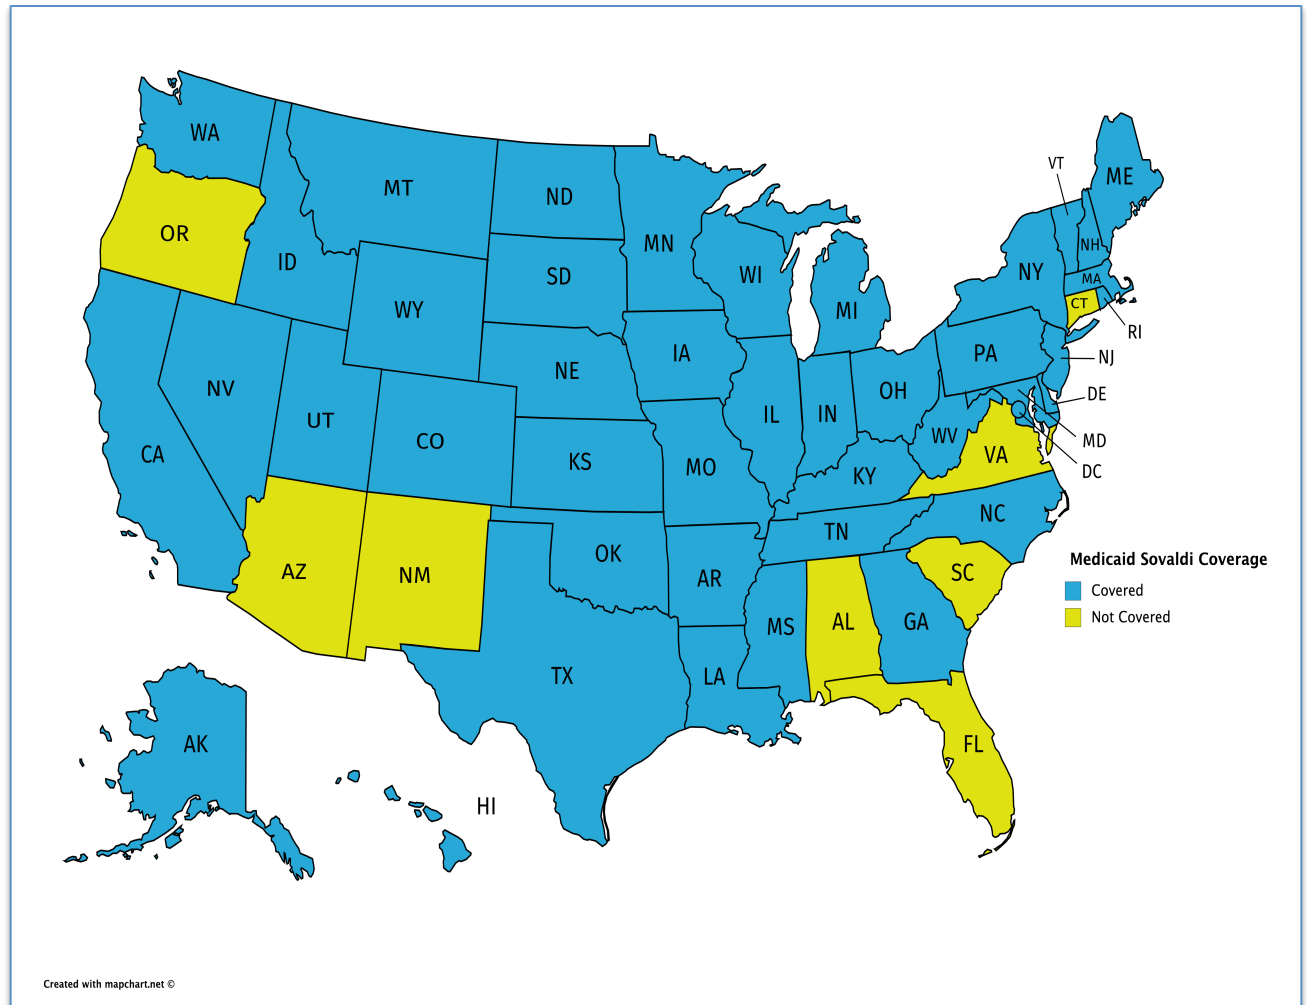 WA
MT
ND
MN
ME
VT
OR
ID
SD
WI
NY
NH
MA
CT
RI
WY
MI
IA
NE
PA
NJ
NV
UT
CO
OH
IL
IN
DE
MD
DC
CA
KS
MO
WV
VA
KY
NC
TN
AZ
NM
OK
AR
SC
Medicaid Sovaldi Coverage
Covered
Not Covered
MS
AL
GA
TX
LA
AK
FL
HI
Created with mapchart.net ©